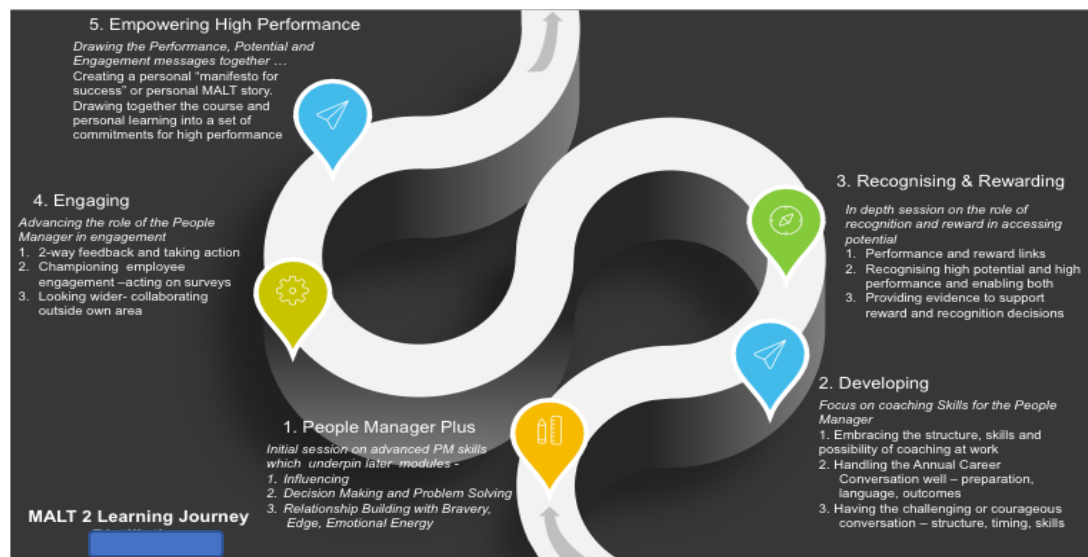 5. Empowering High Performance
Drawing the Performance, Potential and
Engagement messages together ...
Creating a personal “manifesto for
success” or personal MALT story.
Drawing together the course and
personal learning into a set of
commitments for high performance
4. Engaging
Advancing the role of the People
Manager in engagement
1. 2-way feedback and taking action
2. Championing employee
engagement –acting on surveys
3. Looking wider- collaborating
outside own area
3. Recognising & Rewarding
In depth session on the role of
recognition and reward in accessing
potential
1. Performance and reward links
2. Recognising high potential and high
performance and enabling both
3. Providing evidence to support
reward and recognition decisions
2. Developing
Focus on coaching Skills for the People
Manager
1. Embracing the structure, skills and
possibility of coaching at work
2. Handling the Annual Career
Conversation well – preparation,
language, outcomes
3. Having the challenging or courageous
conversation – structure, timing, skills
1. People Manager Plus
Initial session on advanced PM skills
which underpin later modules -
1. Influencing
2. Decision Making and Problem Solving
3. Relationship Building with Bravery,
Edge, Emotional Energy
MALT 2 Learning Journey